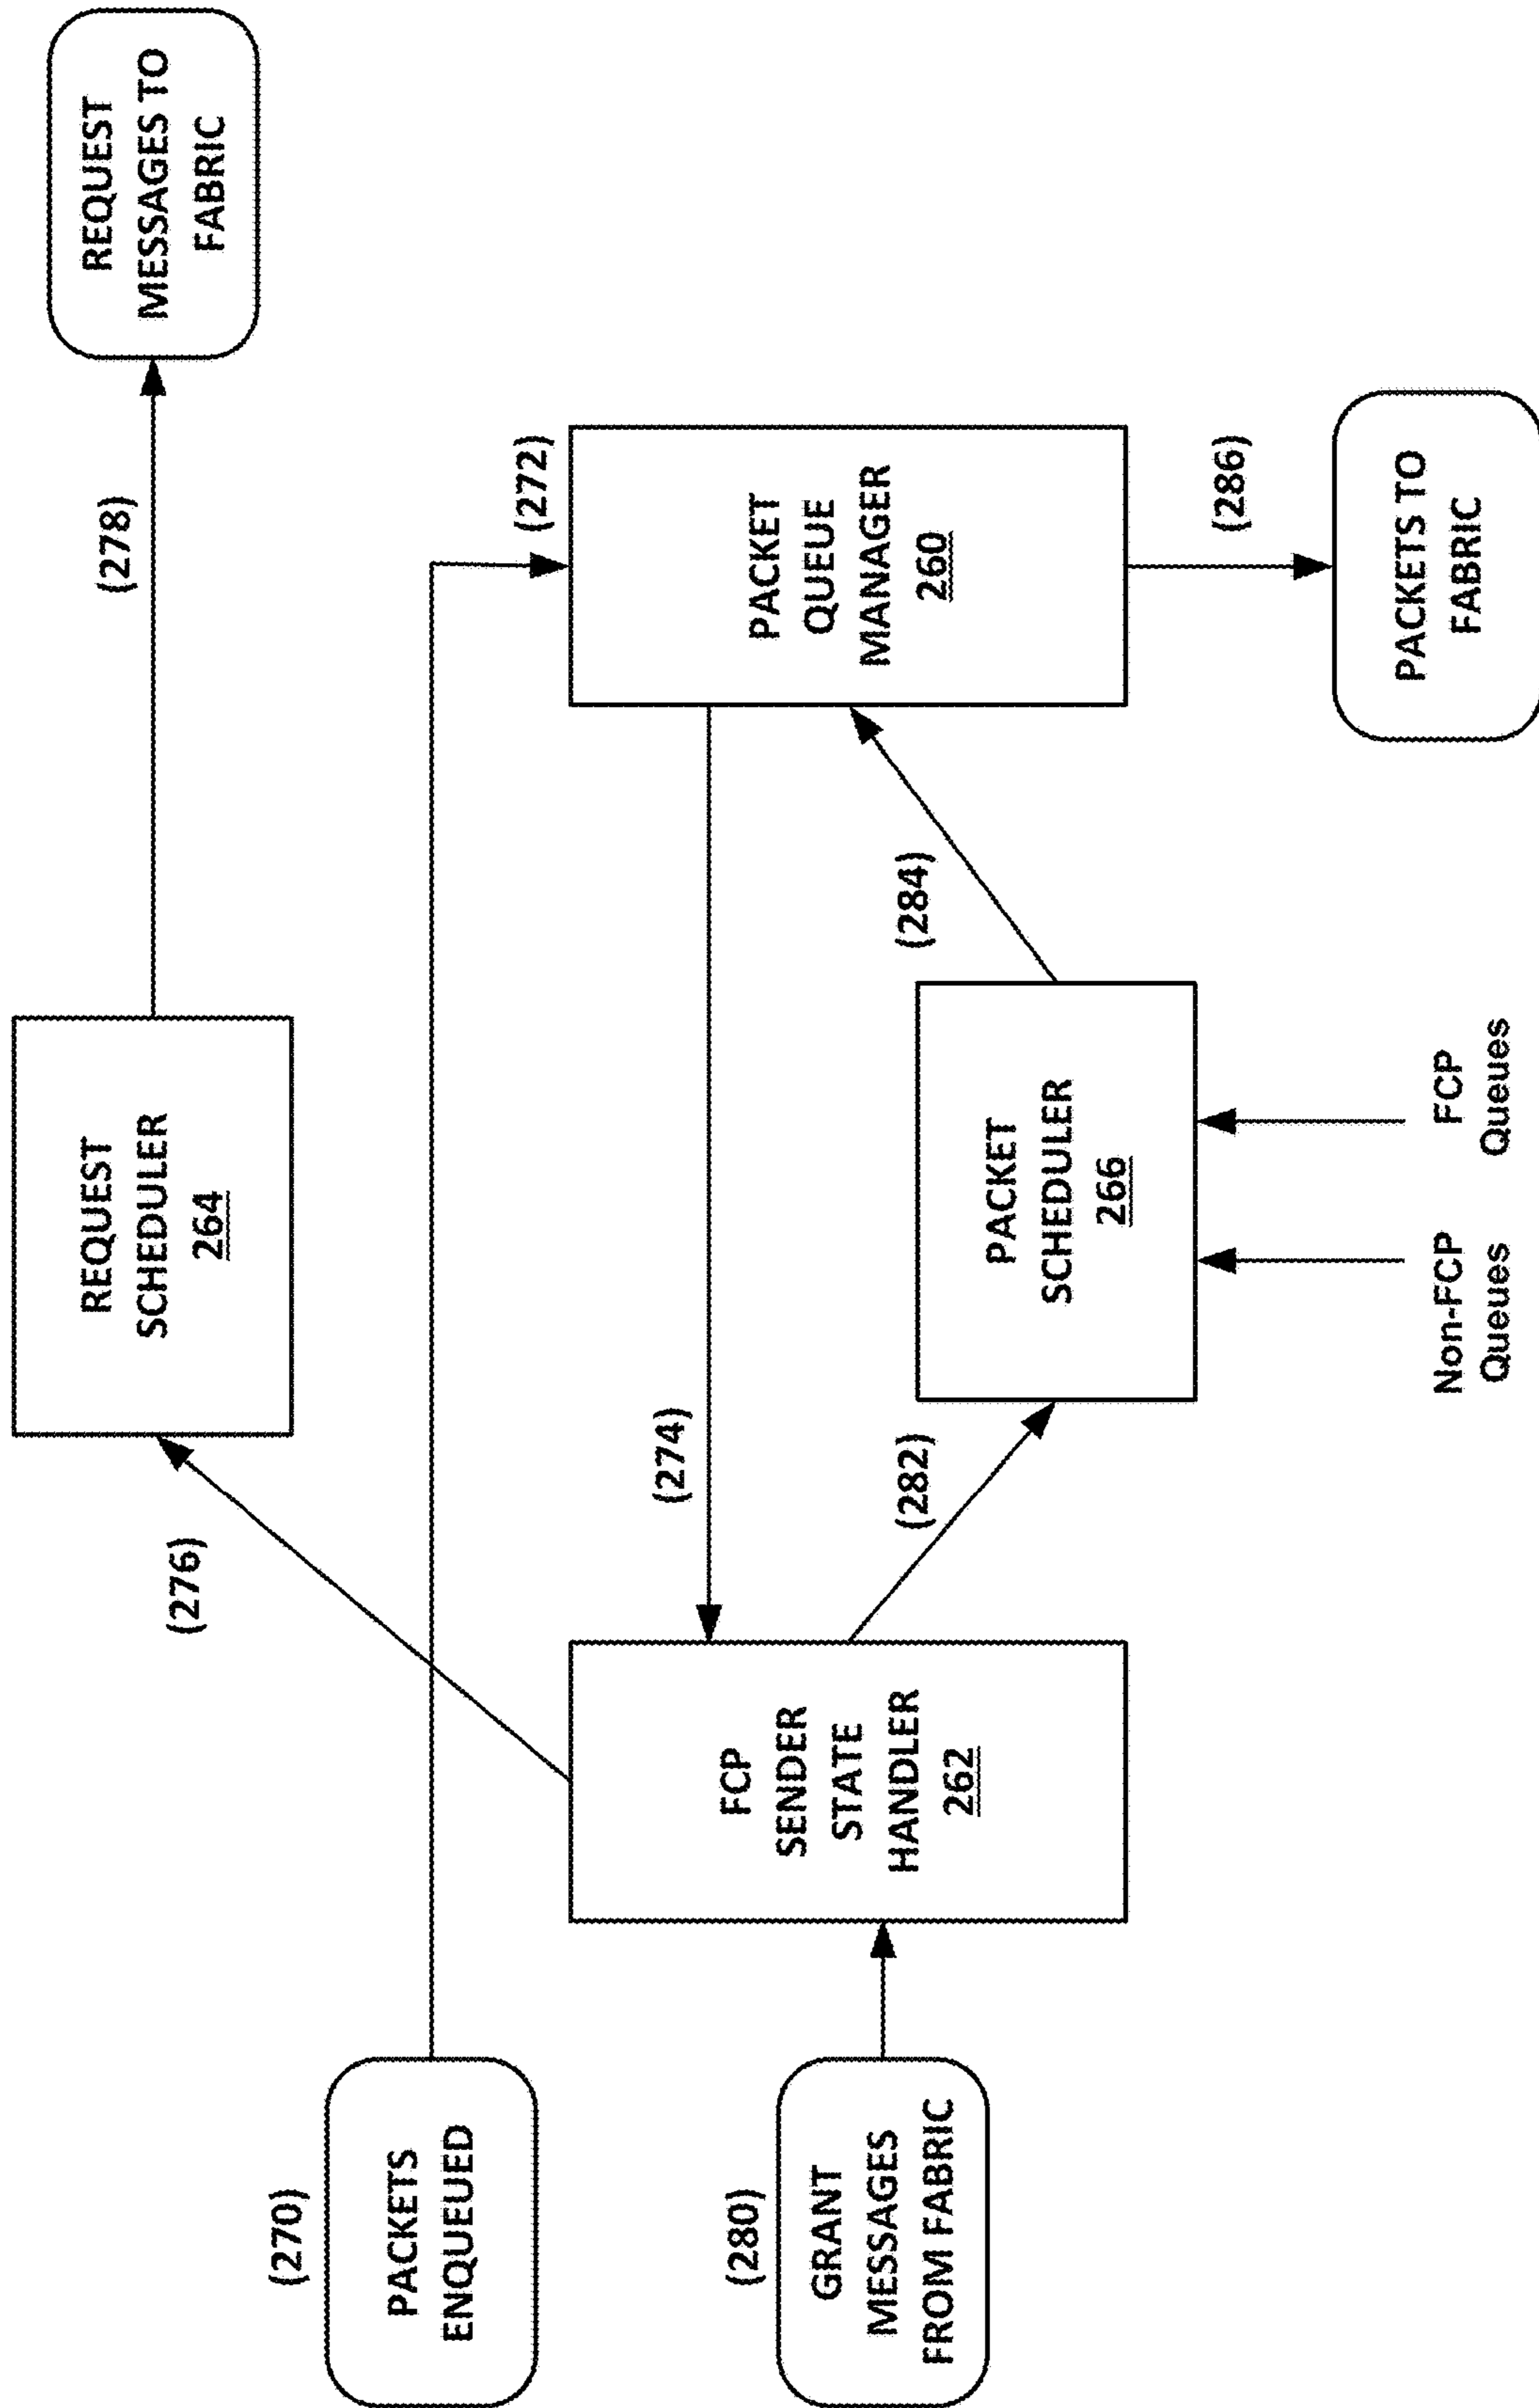 REQUEST
MESSAGES TO
FABRIC
(278)
REQUEST
SCHEDULER
264
(276)
(270)
PACKETS
ENQUEUED
(272)
PACKET
QUEUE
MANAGER
260
(274)
(280)
GRANT
MESSAGES
FROM FABRIC
FCP
SENDER
STATE
HANDLER
262
(282)
(284)
PACKET
SCHEDULER
266
(286)
PACKETS TO
FABRIC
Non-FCP
Queues
FCP
Queues